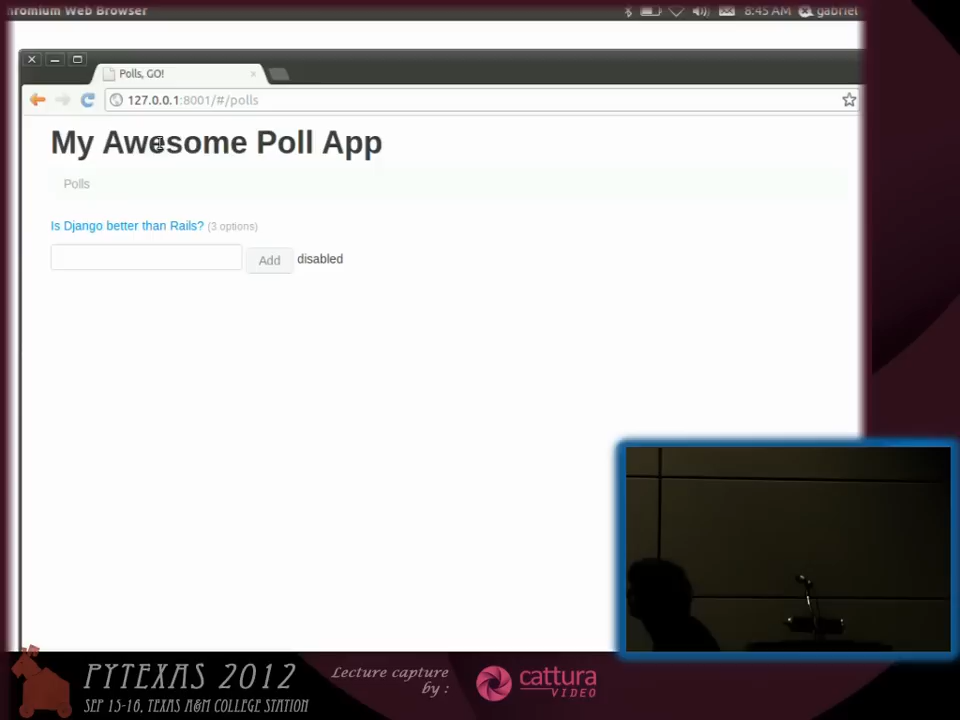 hromium Web Browser
8:45 AM gabriel
Polls, GO!
127.0.0.1:8001/#/polls
My Awesome Poll App
Polls
Is Django better than Rails? (3 options)
Add disabled
PYTEXAS 2012
SEP 15-16, TEXAS A&M COLLEGE STATION
Lecture capture
by :
cattura
VIDEO